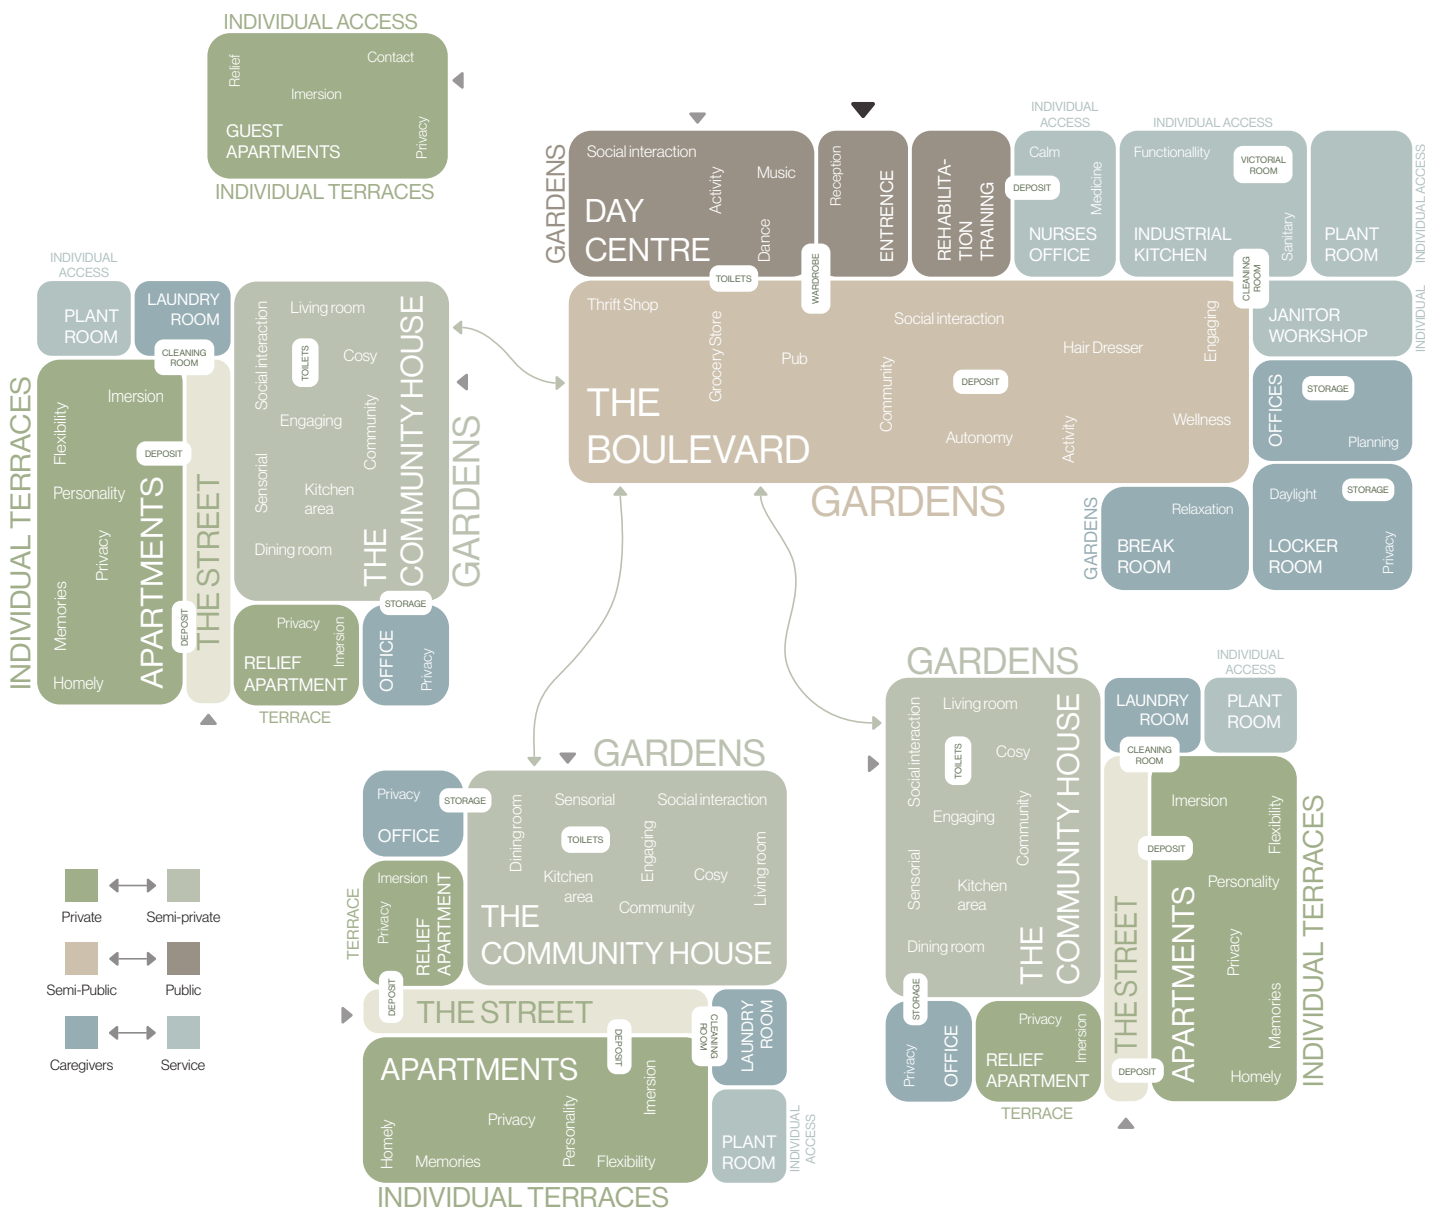 INDIVIDUAL ACCESS
Relief
Contact
Imersion
GUEST
APARTMENTS
Privacy
INDIVIDUAL TERRACES
GARDENS
Social interaction
Activity
Music
DAY
CENTRE
Dance
TOILETS
Reception
ENTRENCE
WARDROBE
REHABILITA-
TION
TRAINING
INDIVIDUAL
ACCESS
Calm
DEPOSIT
Medicine
NURSES
OFFICE
INDIVIDUAL ACCESS
Functionallity
VICTORIAL
ROOM
INDUSTRIAL
KITCHEN
Sanitary
CLEANING
ROOM
PLANT
ROOM
INDIVIDUAL ACCESS
Thrift Shop
Grocery Store
Pub
Social interaction
Community
DEPOSIT
Hair Dresser
Engaging
THE
BOULEVARD
Autonomy
Activity
Wellness
GARDENS
JANITOR
WORKSHOP
INDIVIDUAL
OFFICES
STORAGE
Planning
GARDENS
Relaxation
BREAK
ROOM
Daylight
STORAGE
LOCKER
ROOM
Privacy
INDIVIDUAL
ACCESS
PLANT
ROOM
LAUNDRY
ROOM
CLEANING
ROOM
INDIVIDUAL TERRACES
Imersion
Flexibility
DEPOSIT
Personality
Privacy
Memories
Homely
APARTMENTS
DEPOSIT
THE STREET
Living room
Social interaction
TOILETS
Cosy
Engaging
Community
Sensorial
Kitchen
area
Dining room
THE
COMMUNITY HOUSE
GARDENS
STORAGE
Privacy
Imersion
RELIEF
APARTMENT
TERRACE
OFFICE
Privacy
GARDENS
Privacy
OFFICE
STORAGE
Diningroom
Sensorial
Social interaction
TOILETS
Engaging
Kitchen
area
Cosy
Living room
Community
THE
COMMUNITY HOUSE
TERRACE
Imersion
Privacy
RELIEF
APARTMENT
DEPOSIT
THE STREET
DEPOSIT
CLEANING
ROOM
LAUNDRY
ROOM
APARTMENTS
Imersion
Privacy
Personality
Homely
Memories
Flexibility
PLANT
ROOM
INDIVIDUAL
ACCESS
INDIVIDUAL TERRACES
GARDENS
Living room
Social interaction
TOILETS
Cosy
Engaging
Community
Sensorial
Kitchen
area
Dining room
THE
COMMUNITY HOUSE
STORAGE
Privacy
OFFICE
Privacy
Imersion
RELIEF
APARTMENT
TERRACE
INDIVIDUAL
ACCESS
LAUNDRY
ROOM
PLANT
ROOM
CLEANING
ROOM
THE STREET
DEPOSIT
Imersion
Flexibility
DEPOSIT
Personality
Privacy
Memories
Homely
APARTMENTS
INDIVIDUAL TERRACES
Private
Semi-private
Semi-Public
Public
Caregivers
Service